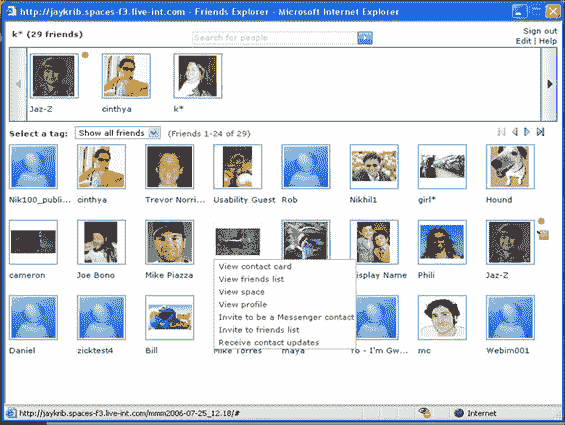 http://jaykrib.spaces-f3.live-int.com - Friends Explorer - Microsoft Internet Explorer
k* (29 friends)
Search for people
Sign out
Edit | Help
Jaz-Z cinthya k*
Select a tag: Show all friends (Friends 1-24 of 29)
Nik100_publi... cinthya Trevor Norri... Usability Guest Rob Nikhil1 girl* Hound
cameron Joe Bono Mike Piazza Display Name Phili Jaz-Z
View contact card
View friends list
View space
View profile
Invite to be a Messenger contact
Invite to friends list
Receive contact updates
Daniel zicktest4 Bill Mike Torres maya Yo - I'm Gw... mc Webim001
http://jaykrib.spaces-f3.live-int.com/mmm2006-07-25_12.18/#
Internet